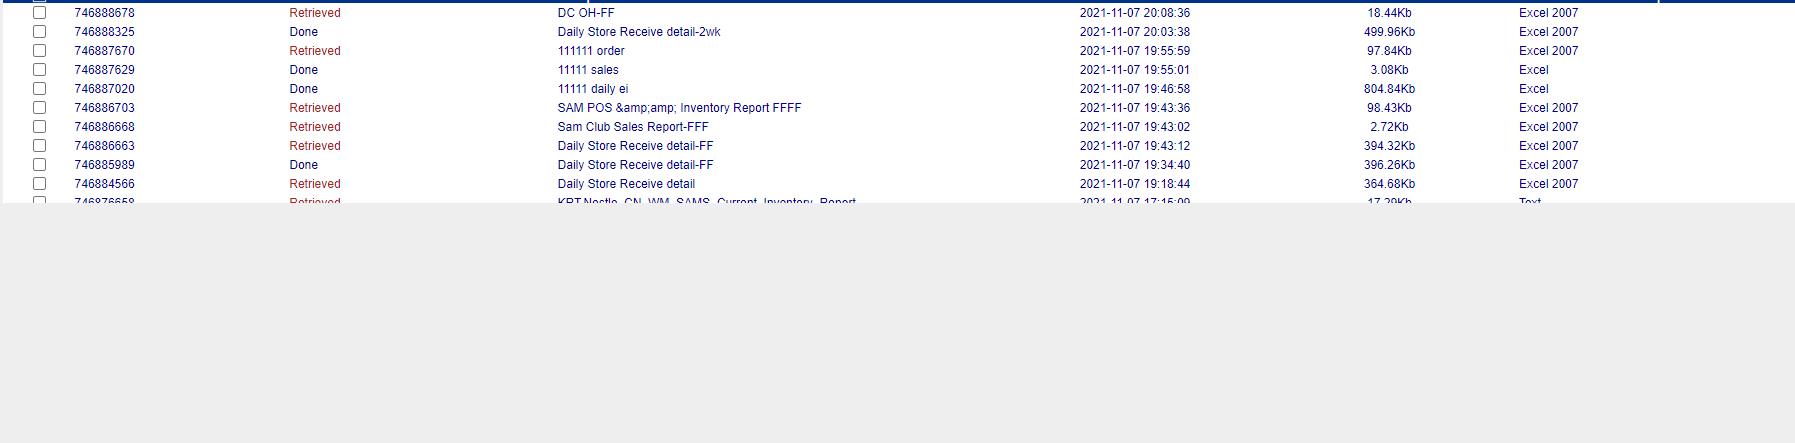 746888678 Retrieved DC OH-FF 2021-11-07 20:08:36 18.44Kb Excel 2007
746888325 Done Daily Store Receive detail-2wk 2021-11-07 20:03:38 499.96Kb Excel 2007
746887670 Retrieved 111111 order 2021-11-07 19:55:59 97.84Kb Excel 2007
746887629 Done 11111 sales 2021-11-07 19:55:01 3.08Kb Excel
746887020 Done 11111 daily ei 2021-11-07 19:46:58 804.84Kb Excel
746886703 Retrieved SAM POS &amp;amp; Inventory Report FFFF 2021-11-07 19:43:36 98.43Kb Excel 2007
746886668 Retrieved Sam Club Sales Report-FFF 2021-11-07 19:43:02 2.72Kb Excel 2007
746886663 Retrieved Daily Store Receive detail-FF 2021-11-07 19:43:12 394.32Kb Excel 2007
746885989 Done Daily Store Receive detail-FF 2021-11-07 19:34:40 396.26Kb Excel 2007
746884566 Retrieved Daily Store Receive detail 2021-11-07 19:18:44 364.68Kb Excel 2007
746876658 Retrieved KPT.Nestle_CN_WM_SAMS_Current_Inventory_Report 2021-11-07 17:15:09 17.29Kb Text